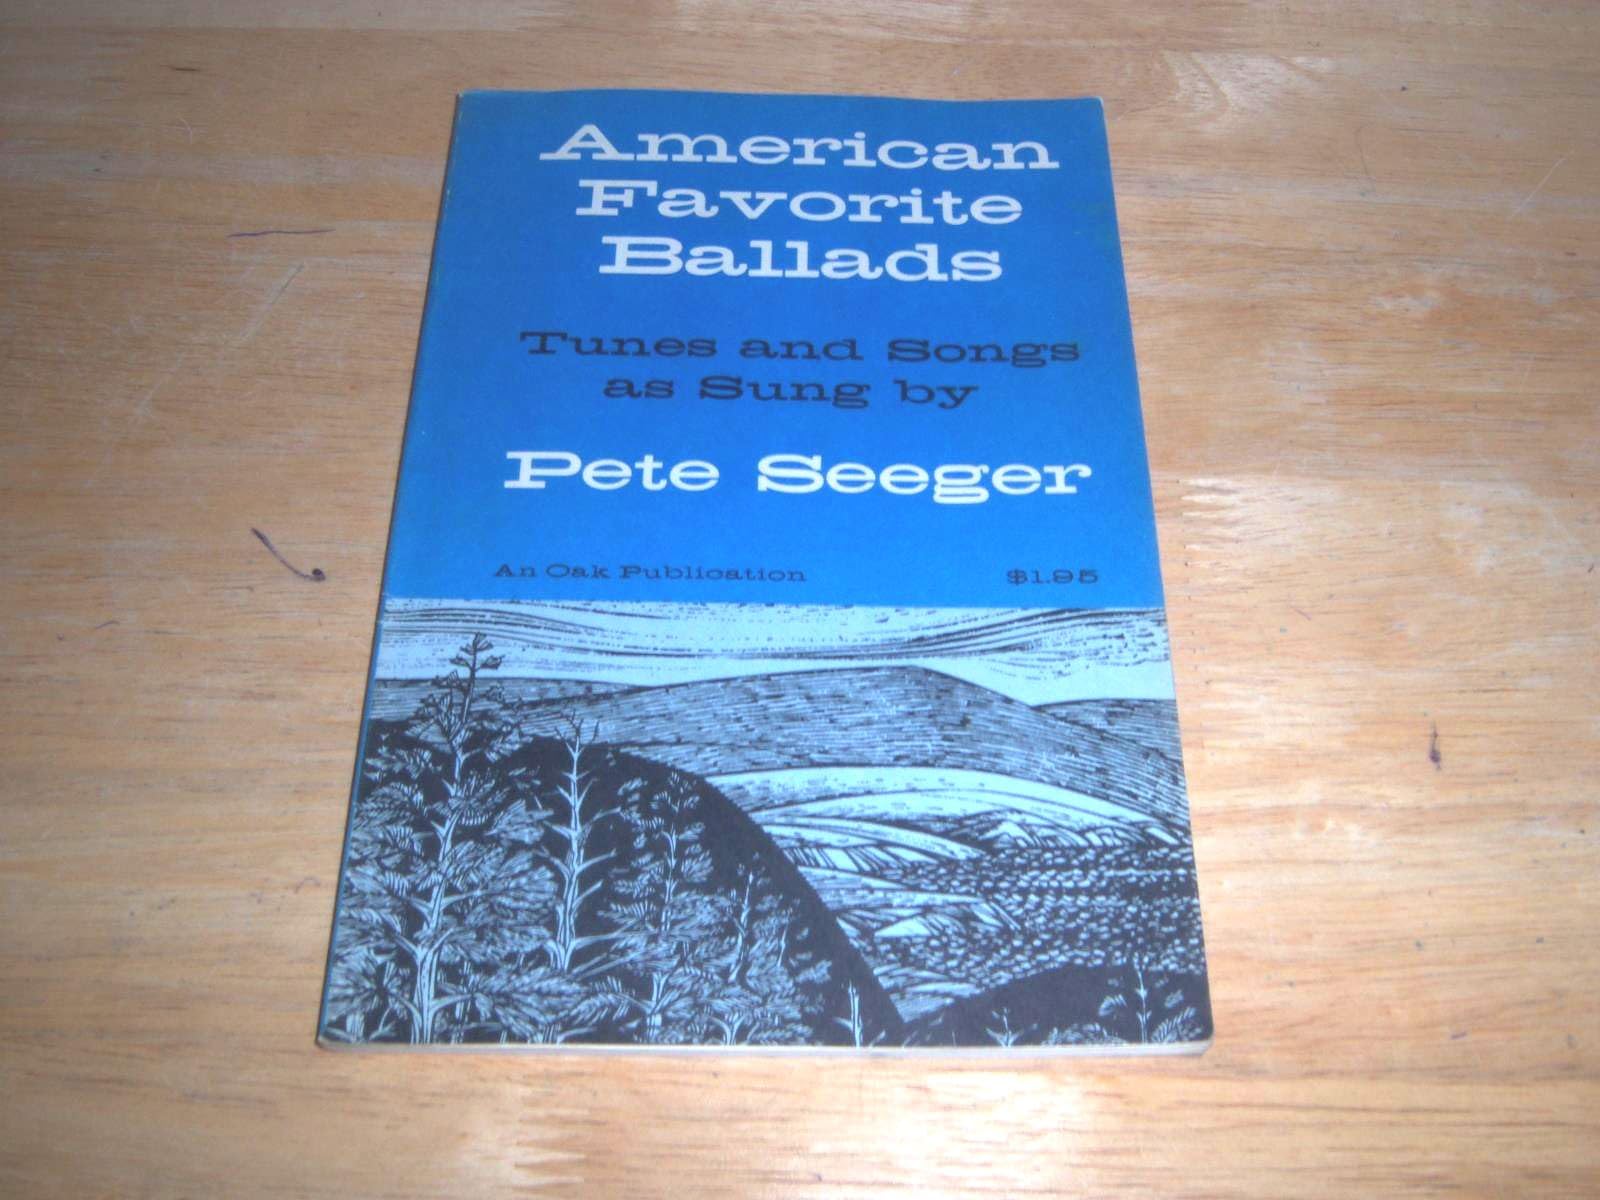 American
Favorite
Ballads
Tunes and Songs
as Sung by
Pete Seeger
An Oak Publication $1.95